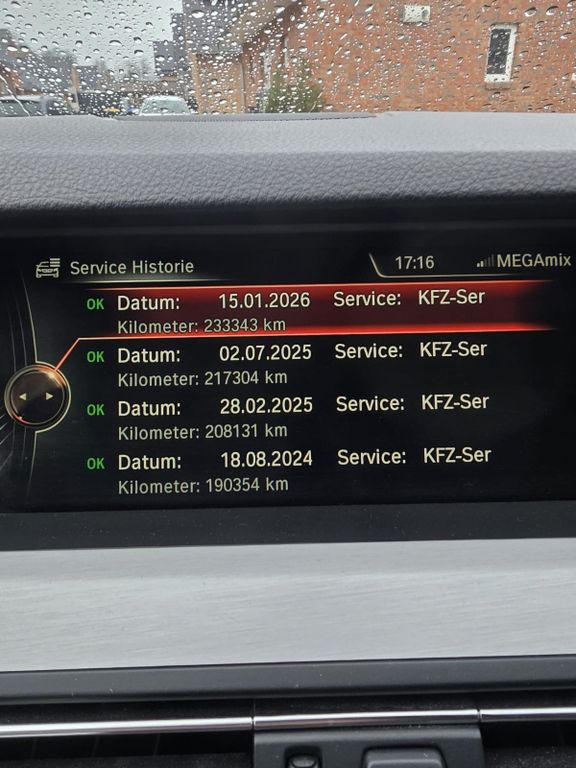 Service Historie 17:16 MEGAmix
OK Datum: 15.01.2026 Service: KFZ-Ser
Kilometer: 233343 km
OK Datum: 02.07.2025 Service: KFZ-Ser
Kilometer: 217304 km
OK Datum: 28.02.2025 Service: KFZ-Ser
Kilometer: 208131 km
OK Datum: 18.08.2024 Service: KFZ-Ser
Kilometer: 190354 km